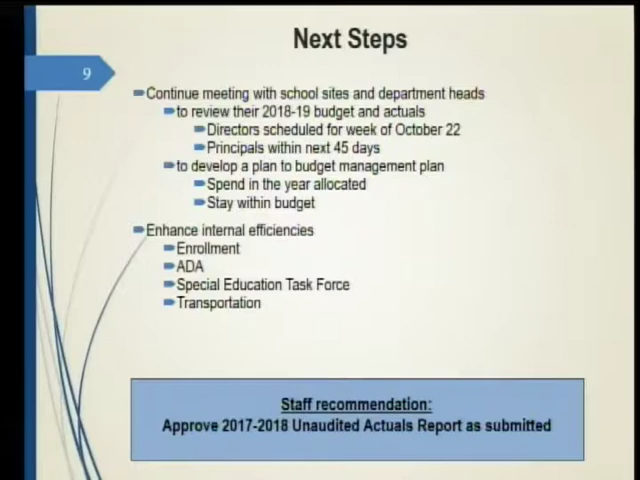 Next Steps
9
Continue meeting with school sites and department heads
to review their 2018-19 budget and actuals
Directors scheduled for week of October 22
Principals within next 45 days
to develop a plan to budget management plan
Spend in the year allocated
Stay within budget
Enhance internal efficiencies
Enrollment
ADA
Special Education Task Force
Transportation
Staff recommendation:
Approve 2017-2018 Unaudited Actuals Report as submitted